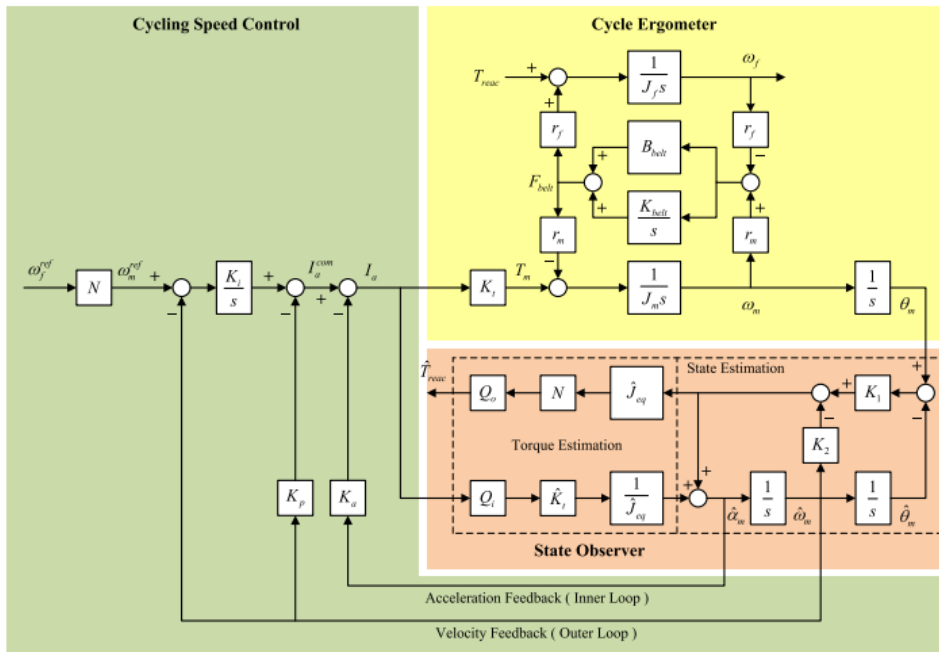 Cycling Speed Control
Cycle Ergometer
T_reac
+
+
1
J_f s
ω_f
r_f
r_f
−
B_belt
+
F_belt
+
K_belt
s
+
r_m
r_m
−
ω_f^ref
N
ω_m^ref
+
−
K_i
s
+
−
I_a^com
+
−
I_a
K_t
T_m
+
1
J_m s
ω_m
1
s
θ_m
T̂_reac
State Estimation
+
Q_o
N
Ĵ_eq
+
K_1
−
−
K_2
Torque Estimation
+
K_p
K_a
Q_i
K̂_t
1
Ĵ_eq
+
α̂_m
1
s
ω̂_m
1
s
θ̂_m
State Observer
Acceleration Feedback ( Inner Loop )
Velocity Feedback ( Outer Loop )